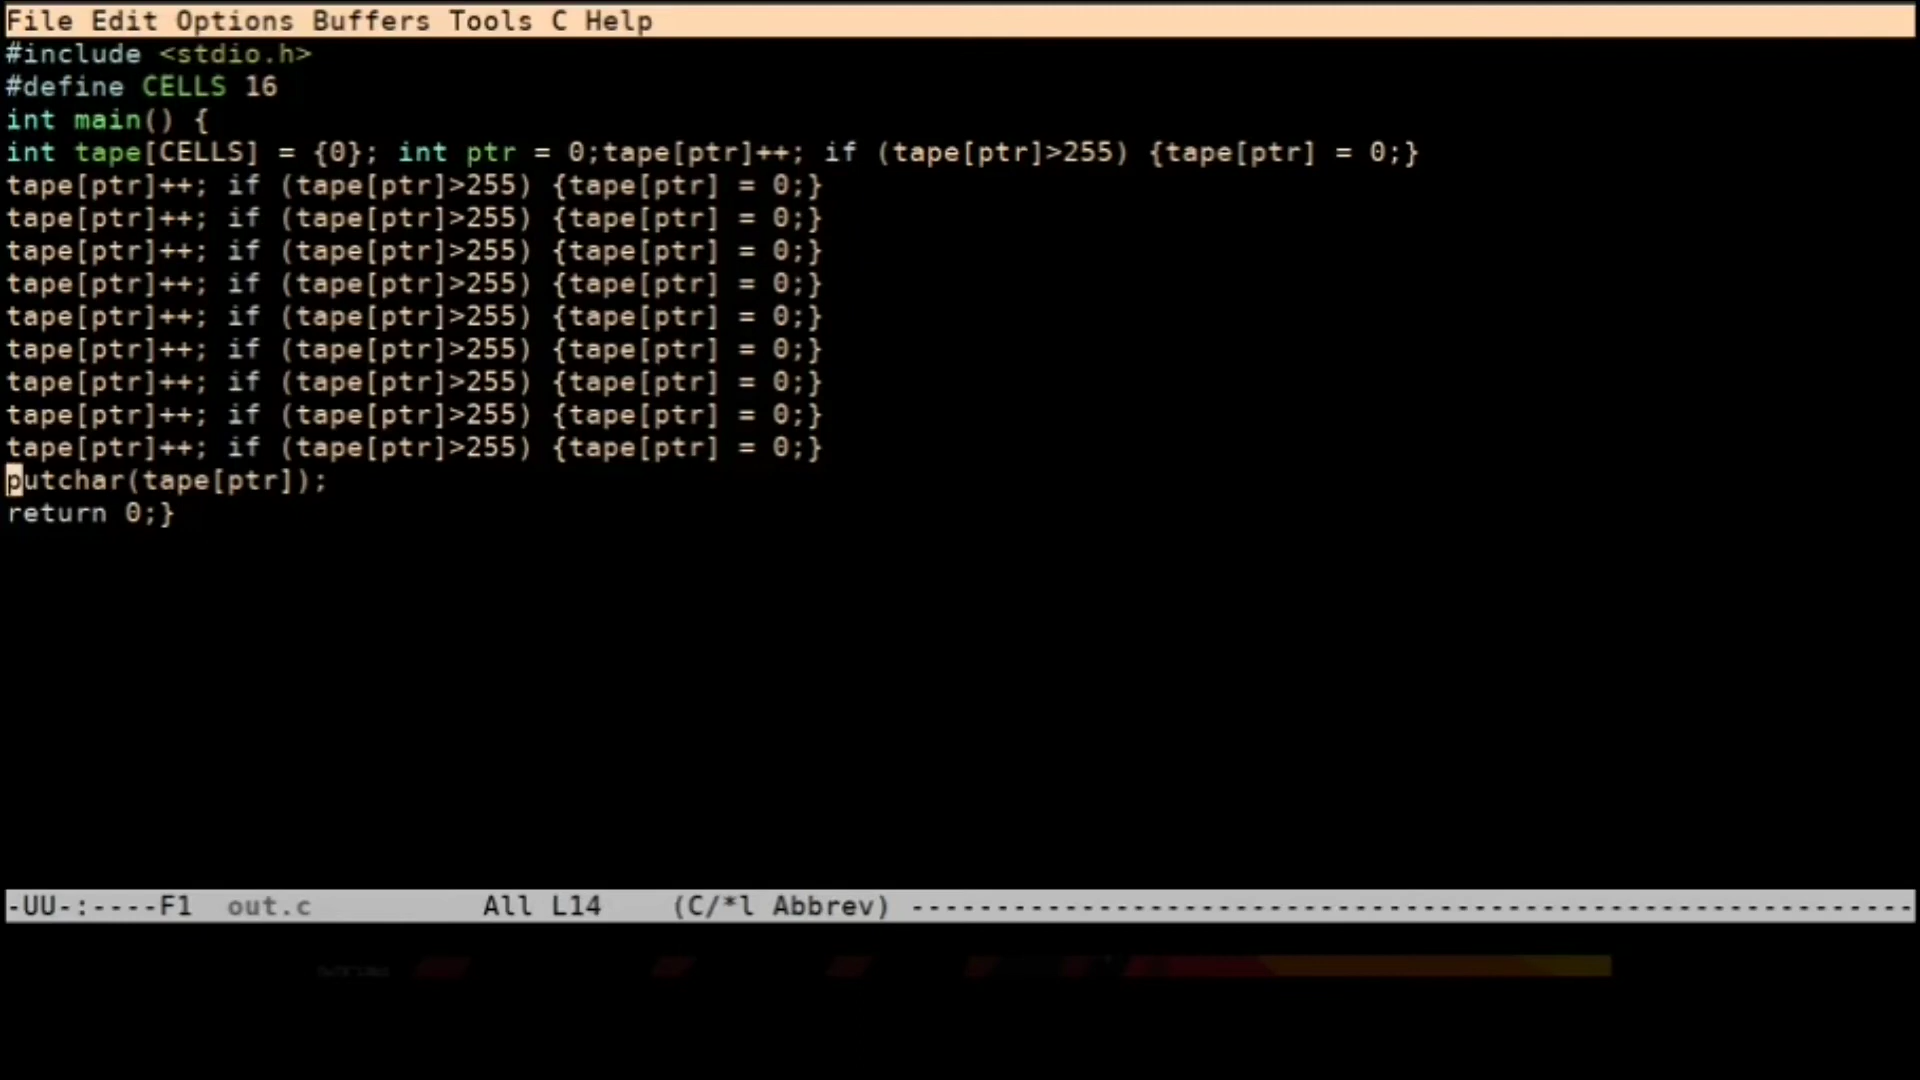 File Edit Options Buffers Tools C Help
#include <stdio.h>
#define CELLS 16
int main() {
int tape[CELLS] = {0}; int ptr = 0;tape[ptr]++; if (tape[ptr]>255) {tape[ptr] = 0;}
tape[ptr]++; if (tape[ptr]>255) {tape[ptr] = 0;}
tape[ptr]++; if (tape[ptr]>255) {tape[ptr] = 0;}
tape[ptr]++; if (tape[ptr]>255) {tape[ptr] = 0;}
tape[ptr]++; if (tape[ptr]>255) {tape[ptr] = 0;}
tape[ptr]++; if (tape[ptr]>255) {tape[ptr] = 0;}
tape[ptr]++; if (tape[ptr]>255) {tape[ptr] = 0;}
tape[ptr]++; if (tape[ptr]>255) {tape[ptr] = 0;}
tape[ptr]++; if (tape[ptr]>255) {tape[ptr] = 0;}
tape[ptr]++; if (tape[ptr]>255) {tape[ptr] = 0;}
putchar(tape[ptr]);
return 0;}
-UU-:----F1  out.c          All L14    (C/*l Abbrev) -----------------------------------------------------------